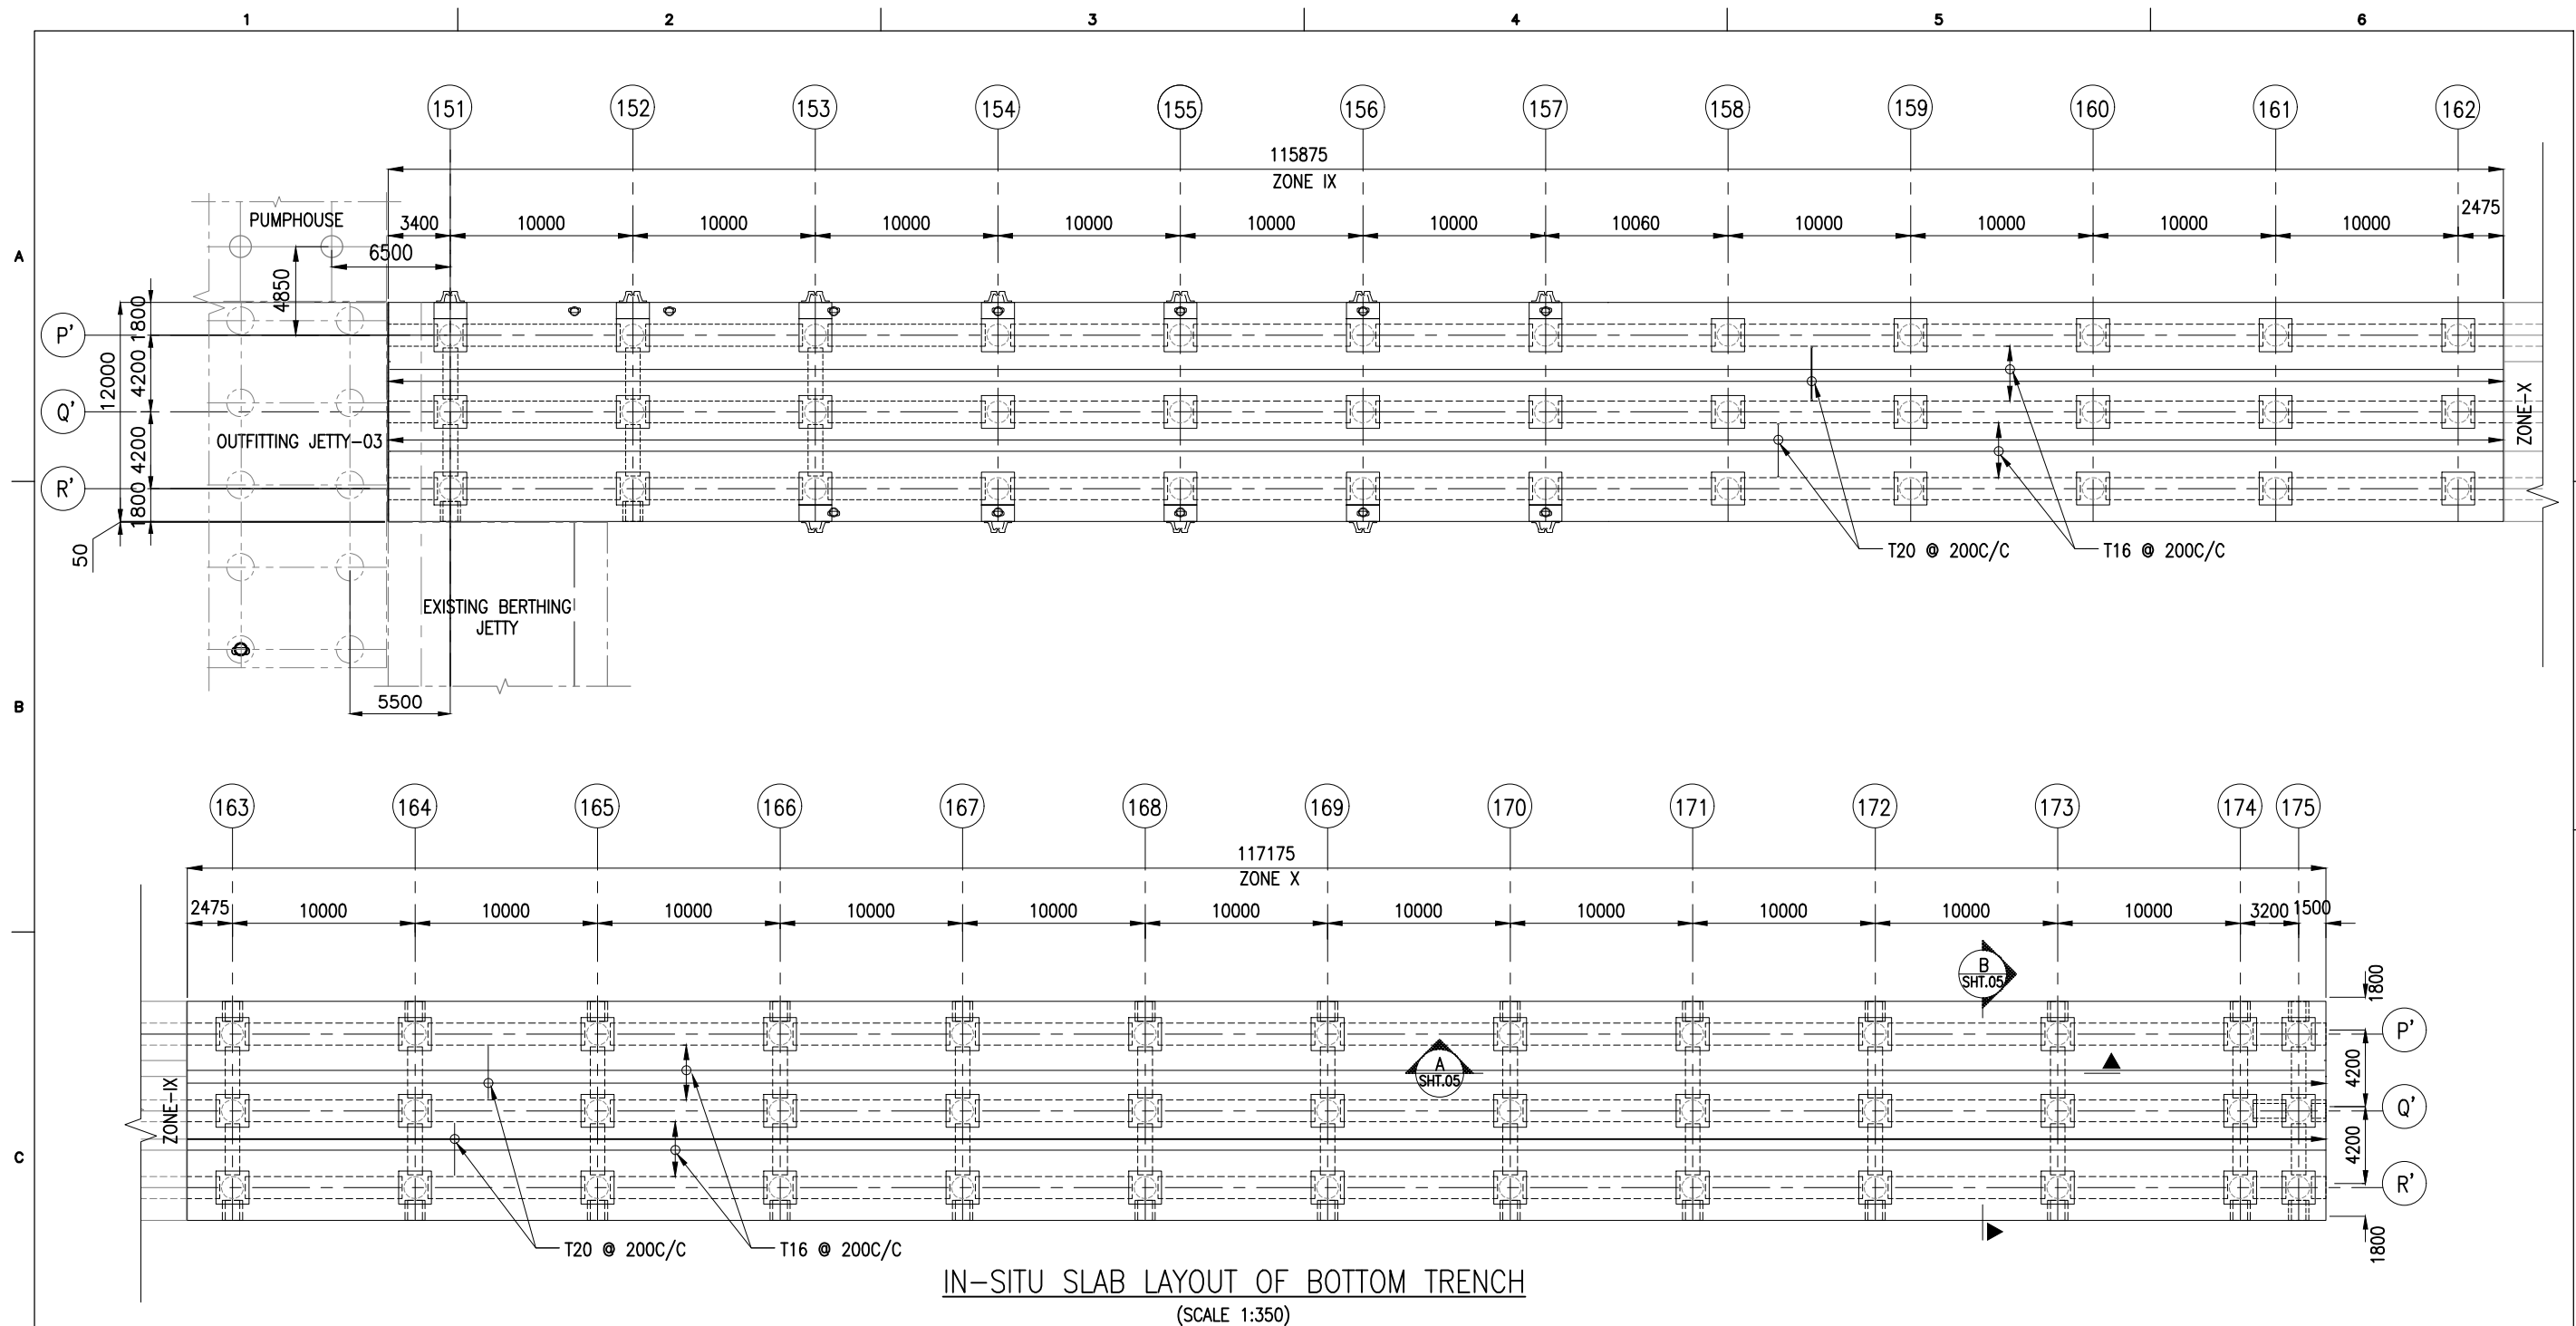 1 2 3 4 5 6
151 152 153 154 155 156 157 158 159 160 161 162
115875
ZONE IX
PUMPHOUSE
3400 10000 10000 10000 10000 10000 10000 10060 10000 10000 10000 10000 2475
A
6500
4850
1800
P'
4200
12000
Q'
ZONE-X
OUTFITTING JETTY-03
4200
R'
1800
50
T20 @ 200C/C T16 @ 200C/C
EXISTING BERTHING
JETTY
B
5500
163 164 165 166 167 168 169 170 171 172 173 174 175
117175
ZONE X
2475 10000 10000 10000 10000 10000 10000 10000 10000 10000 10000 10000 3200 1500
B
SHT.05
1800
P'
A
SHT.05
4200
ZONE-IX
Q'
C
4200
R'
1800
T20 @ 200C/C T16 @ 200C/C
IN-SITU SLAB LAYOUT OF BOTTOM TRENCH
(SCALE 1:350)